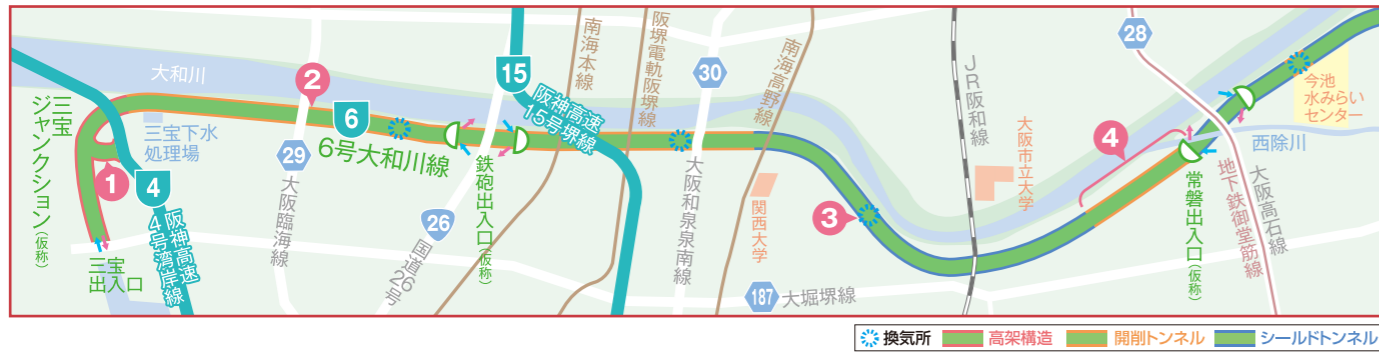 大和川
三宝
ジャンクション(仮称)
1
三宝出入口
三宝下水
処理場
4
阪神高速
4号湾岸線
2
29
大阪臨海線
6
6号大和川線
26
国道26号
鉄砲出入口(仮称)
15
阪神高速
15号堺線
南海本線
阪堺電軌阪堺線
30
大阪和泉泉南線
南海高野線
関西大学
187
大堀堺線
3
JR阪和線
大阪市立大学
4
28
常磐出入口(仮称)
地下鉄御堂筋線
大阪高石線
西除川
今池
水みらい
センター
換気所
高架構造
開削トンネル
シールドトンネル